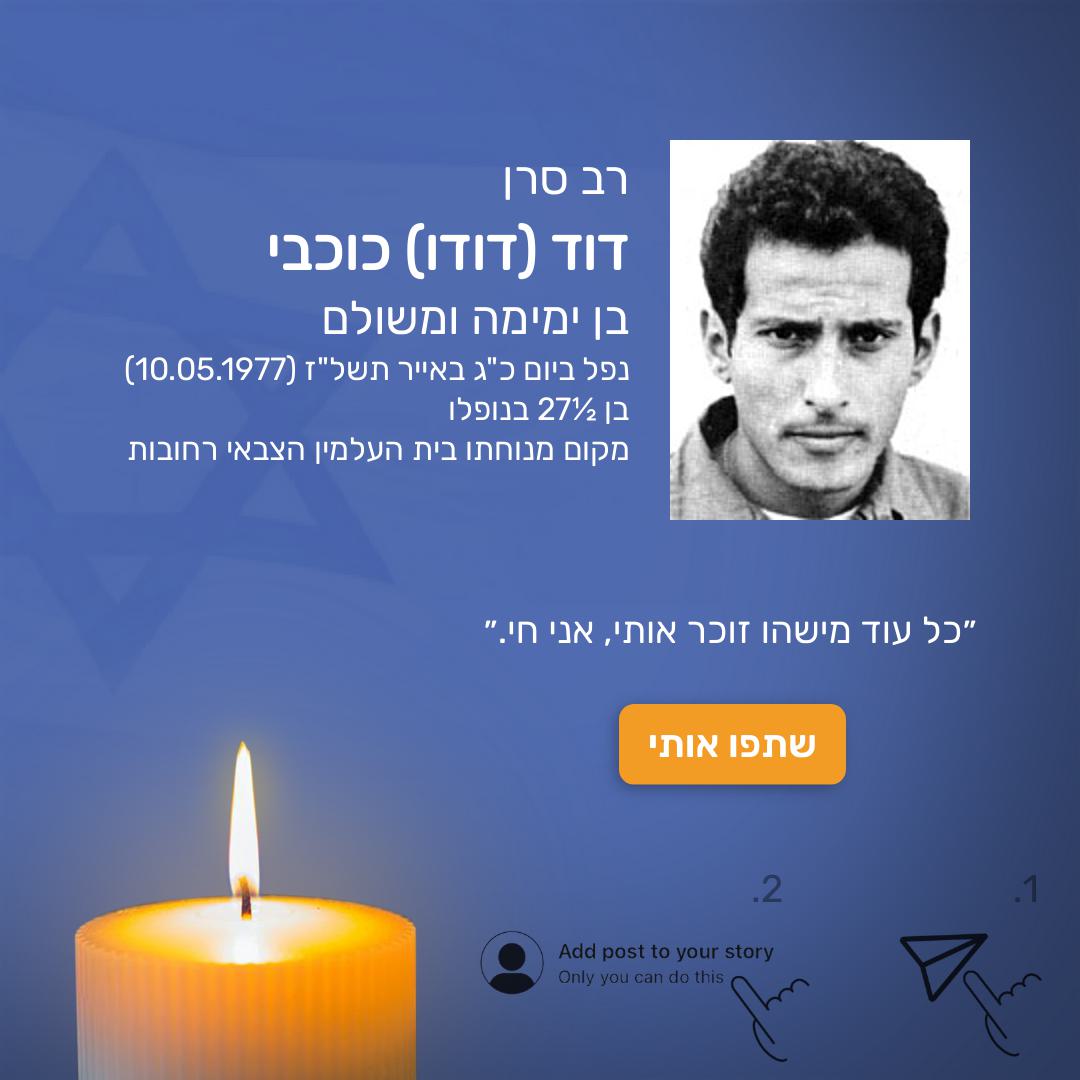 רב סרן
דוד (דודו) כוכבי
בן ימימה ומשולם
נפל ביום כ"ג באייר תשל"ז (10.05.1977)
בן 27½ בנופלו
מקום מנוחתו בית העלמין הצבאי רחובות
״כל עוד מישהו זוכר אותי, אני חי.״
שתפו אותי
1.
2.
Add post to your story
Only you can do this